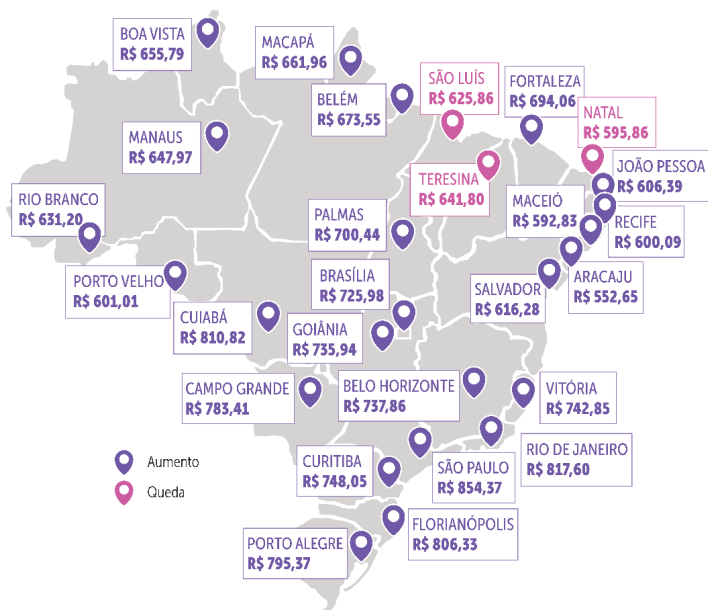 BOA VISTA
R$ 655,79
MACAPÁ
R$ 661,96
BELÉM
R$ 673,55
SÃO LUÍS
R$ 625,86
FORTALEZA
R$ 694,06
NATAL
R$ 595,86
MANAUS
R$ 647,97
TERESINA
R$ 641,80
JOÃO PESSOA
R$ 606,39
RIO BRANCO
R$ 631,20
PALMAS
R$ 700,44
MACEIÓ
R$ 592,83
RECIFE
R$ 600,09
PORTO VELHO
R$ 601,01
BRASÍLIA
R$ 725,98
SALVADOR
R$ 616,28
ARACAJU
R$ 552,65
CUIABÁ
R$ 810,82
GOIÂNIA
R$ 735,94
CAMPO GRANDE
R$ 783,41
BELO HORIZONTE
R$ 737,86
VITÓRIA
R$ 742,85
Aumento
Queda
CURITIBA
R$ 748,05
SÃO PAULO
R$ 854,37
RIO DE JANEIRO
R$ 817,60
FLORIANÓPOLIS
R$ 806,33
PORTO ALEGRE
R$ 795,37